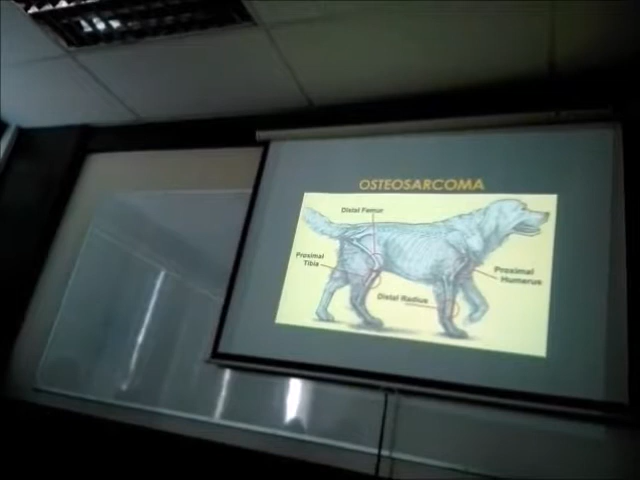 OSTEOSARCOMA
Distal Femur
Proximal
Tibia
Proximal
Humerus
Distal Radius